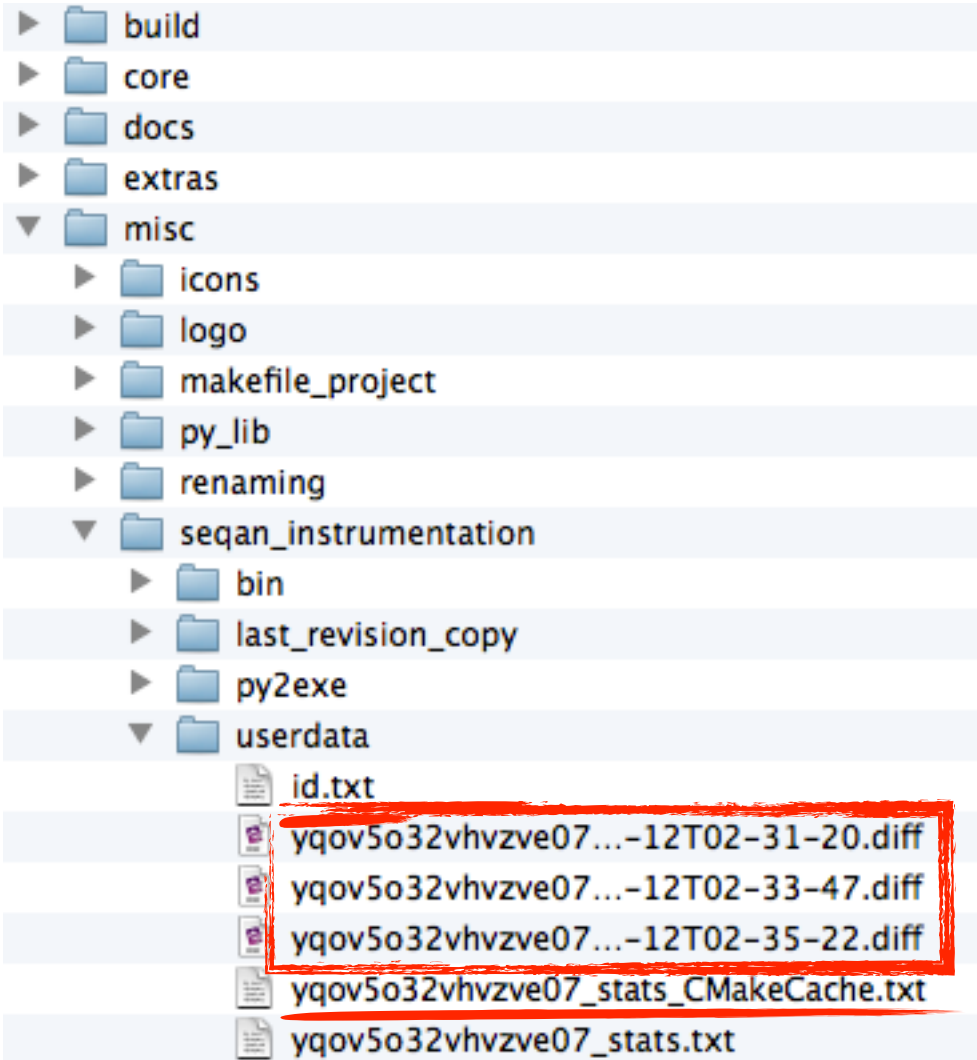 build
core
docs
extras
misc
icons
logo
makefile_project
py_lib
renaming
seqan_instrumentation
bin
last_revision_copy
py2exe
userdata
id.txt
yqov5o32vhvzve07...-12T02-31-20.diff
yqov5o32vhvzve07...-12T02-33-47.diff
yqov5o32vhvzve07...-12T02-35-22.diff
yqov5o32vhvzve07_stats_CMakeCache.txt
yqov5o32vhvzve07_stats.txt